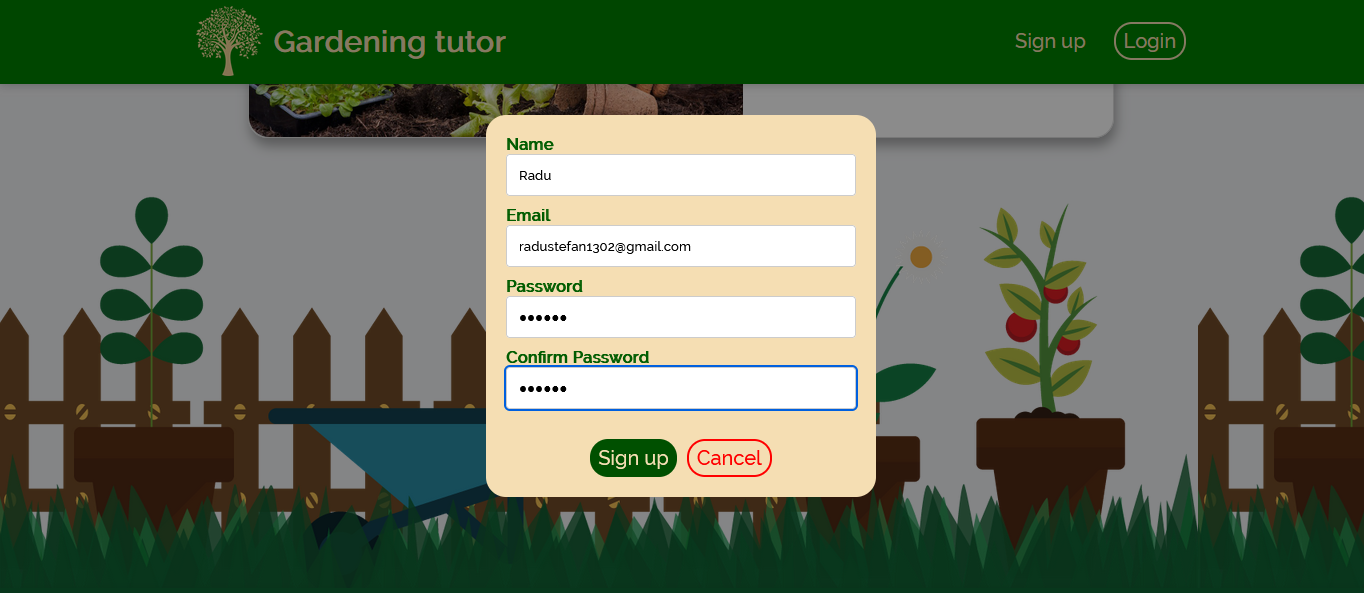 Gardening tutor
Sign up
Login
Name
Radu
Email
radustefan1302@gmail.com
Password
••••••
Confirm Password
••••••
Sign up
Cancel